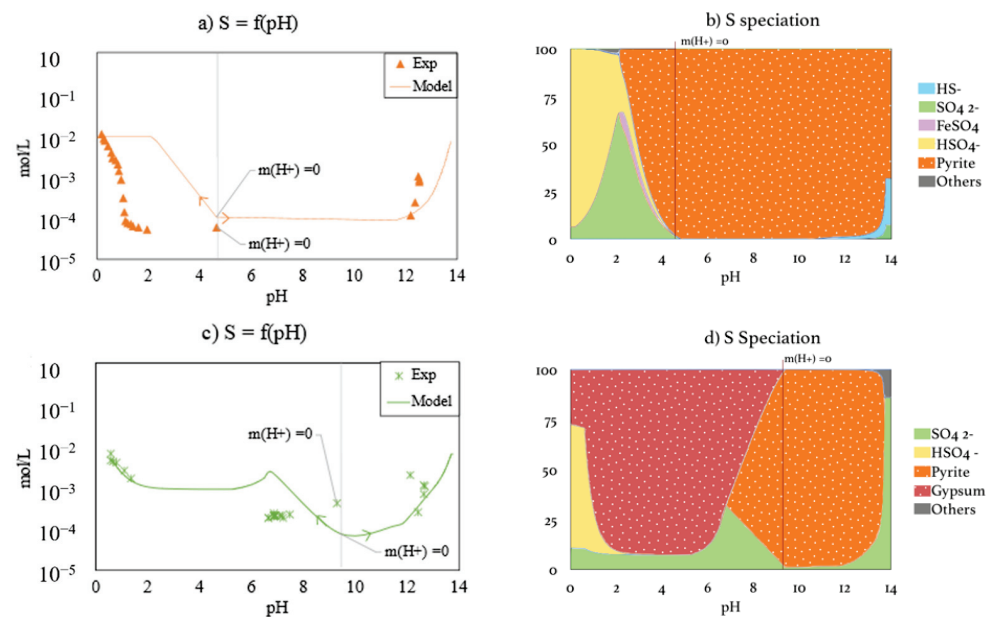 a) S = f(pH)
10
10⁻¹
10⁻²
10⁻³
10⁻⁴
10⁻⁵
mol/L
Exp
Model
m(H+) =0
m(H+) =0
0 2 4 6 8 10 12 14
pH
b) S speciation
m(H+) =0
100
75
50
25
0
0 2 4 6 8 10 12 14
pH
HS-
SO4 2-
FeSO4
HSO4-
Pyrite
Others
c) S = f(pH)
10
10⁻¹
10⁻²
10⁻³
10⁻⁴
10⁻⁵
mol/L
Exp
Model
m(H+) =0
m(H+) =0
0 2 4 6 8 10 12 14
pH
d) S Speciation
m(H+) =0
100
75
50
25
0
0 2 4 6 8 10 12 14
pH
SO4 2-
HSO4 -
Pyrite
Gypsum
Others